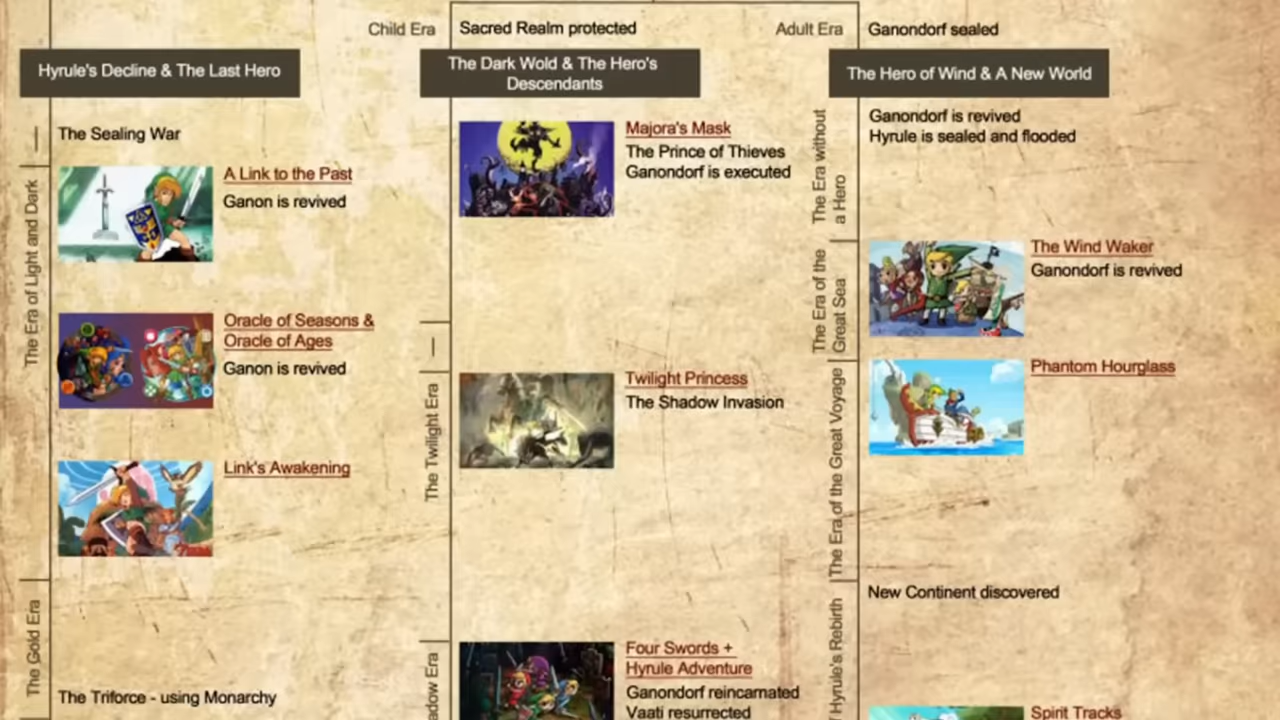 Child Era
Sacred Realm protected
Adult Era
Ganondorf sealed
Hyrule's Decline & The Last Hero
The Dark Wold & The Hero's
Descendants
The Hero of Wind & A New World
The Sealing War
The Era of Light and Dark
A Link to the Past
Ganon is revived
Oracle of Seasons &
Oracle of Ages
Ganon is revived
Link's Awakening
The Gold Era
The Triforce - using Monarchy
Majora's Mask
The Prince of Thieves
Ganondorf is executed
The Twilight Era
Twilight Princess
The Shadow Invasion
adow Era
Four Swords +
Hyrule Adventure
Ganondorf reincarnated
Vaati resurrected
The Era without
a Hero
Ganondorf is revived
Hyrule is sealed and flooded
The Era of the
Great Sea
The Wind Waker
Ganondorf is revived
The Era of the Great Voyage
Phantom Hourglass
Hyrule's Rebirth
New Continent discovered
Spirit Tracks